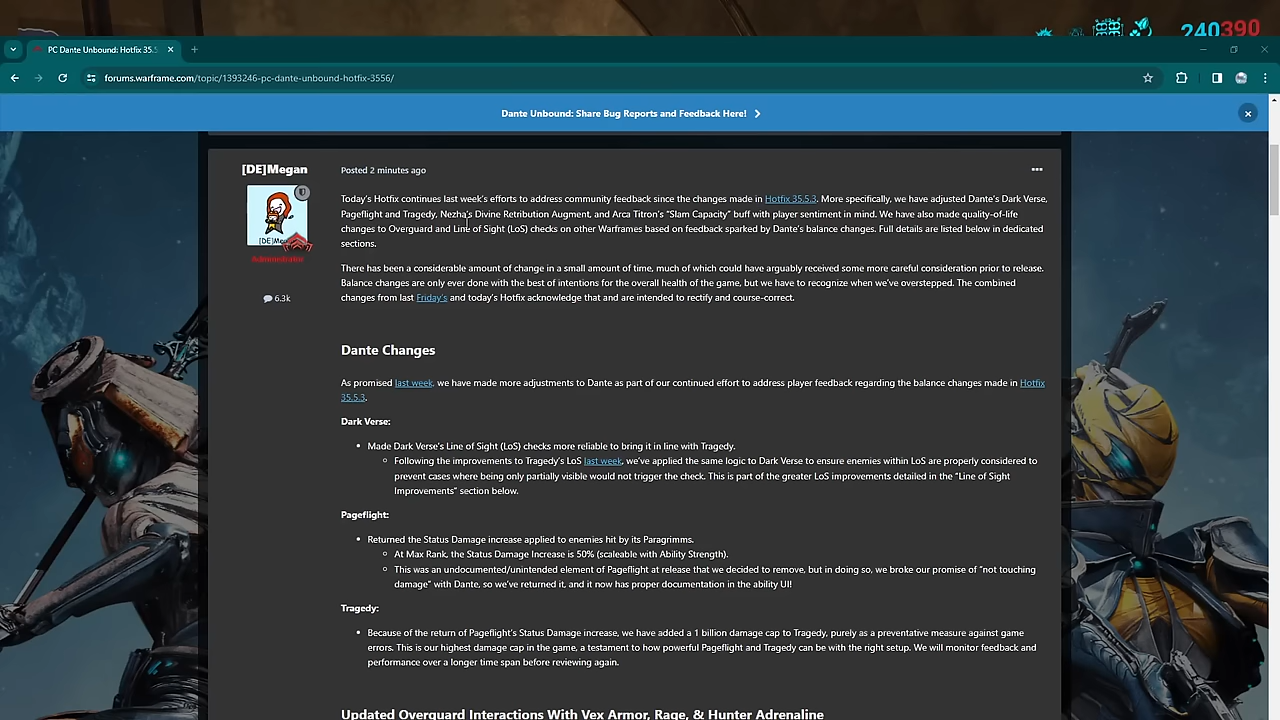 240390
PC Dante Unbound: Hotfix 35.5
forums.warframe.com/topic/1393246-pc-dante-unbound-hotfix-3556/
Dante Unbound: Share Bug Reports and Feedback Here!
[DE]Megan
Posted 2 minutes ago
Administrator
6.3k
Today's Hotfix continues last week's efforts to address community feedback since the changes made in Hotfix 35.5.3. More specifically, we have adjusted Dante's Dark Verse,
Pageflight and Tragedy, Nezha's Divine Retribution Augment, and Arca Titron's "Slam Capacity" buff with player sentiment in mind. We have also made quality-of-life
changes to Overguard and Line of Sight (LoS) checks on other Warframes based on feedback sparked by Dante's balance changes. Full details are listed below in dedicated
sections.
There has been a considerable amount of change in a small amount of time, much of which could have arguably received some more careful consideration prior to release.
Balance changes are only ever done with the best of intentions for the overall health of the game, but we have to recognize when we've overstepped. The combined
changes from last Friday's and today's Hotfix acknowledge that and are intended to rectify and course-correct.
Dante Changes
As promised last week, we have made more adjustments to Dante as part of our continued effort to address player feedback regarding the balance changes made in Hotfix
35.5.3.
Dark Verse:
• Made Dark Verse's Line of Sight (LoS) checks more reliable to bring it in line with Tragedy.
○ Following the improvements to Tragedy's LoS last week, we've applied the same logic to Dark Verse to ensure enemies within LoS are properly considered to
prevent cases where being only partially visible would not trigger the check. This is part of the greater LoS improvements detailed in the "Line of Sight
Improvements" section below.
Pageflight:
• Returned the Status Damage increase applied to enemies hit by its Paragrimms.
○ At Max Rank, the Status Damage Increase is 50% (scaleable with Ability Strength).
○ This was an undocumented/unintended element of Pageflight at release that we decided to remove, but in doing so, we broke our promise of "not touching
damage" with Dante, so we've returned it, and it now has proper documentation in the ability UI!
Tragedy:
• Because of the return of Pageflight's Status Damage increase, we have added a 1 billion damage cap to Tragedy, purely as a preventative measure against game
errors. This is our highest damage cap in the game, a testament to how powerful Pageflight and Tragedy can be with the right setup. We will monitor feedback and
performance over a longer time span before reviewing again.
Updated Overguard Interactions With Vex Armor, Rage, & Hunter Adrenaline